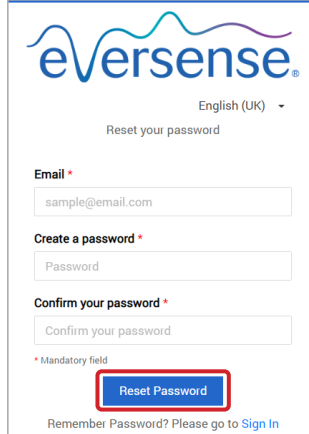 eversense®
English (UK)
Reset your password
Email *
sample@email.com
Create a password *
Password
Confirm your password *
Confirm your password
* Mandatory field
Reset Password
Remember Password? Please go to Sign In